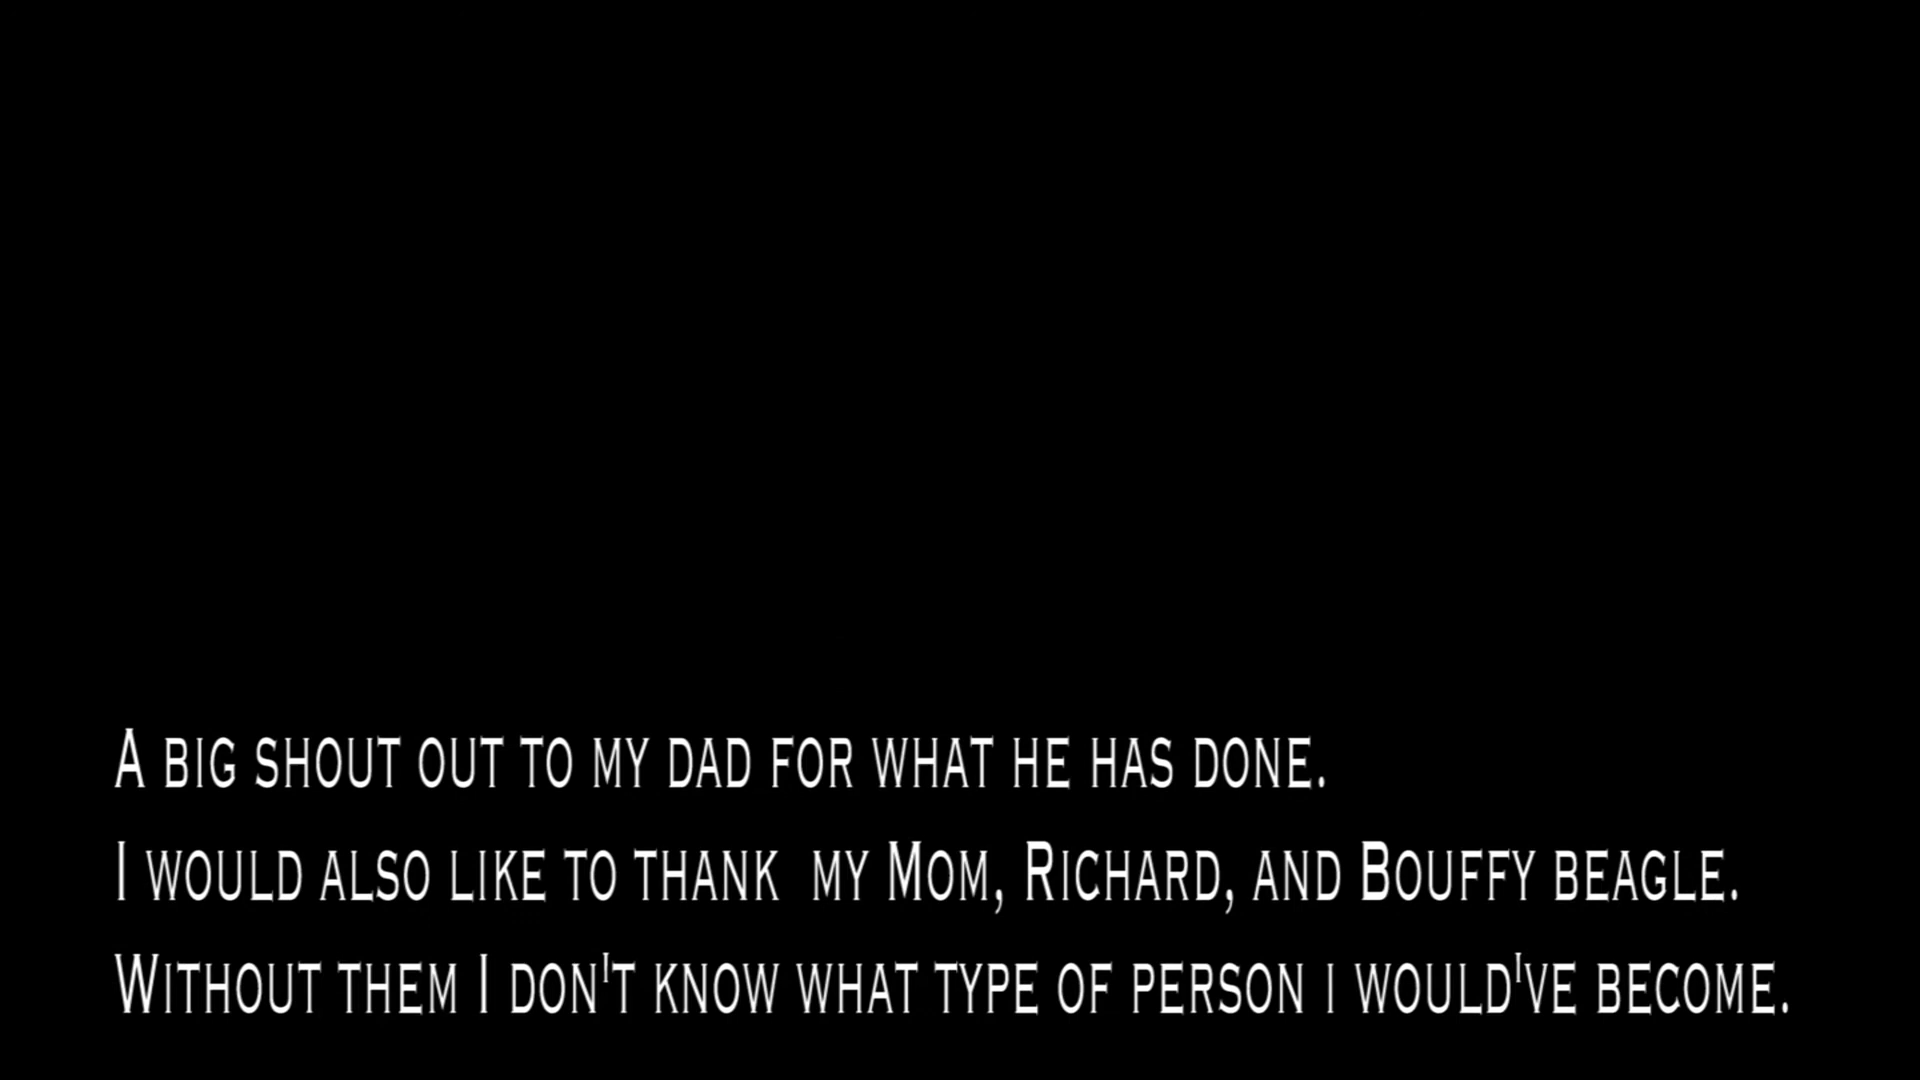 A big shout out to my dad for what he has done.
I would also like to thank  my Mom, Richard, and Bouffy beagle.
Without them I don't know what type of person i would've become.